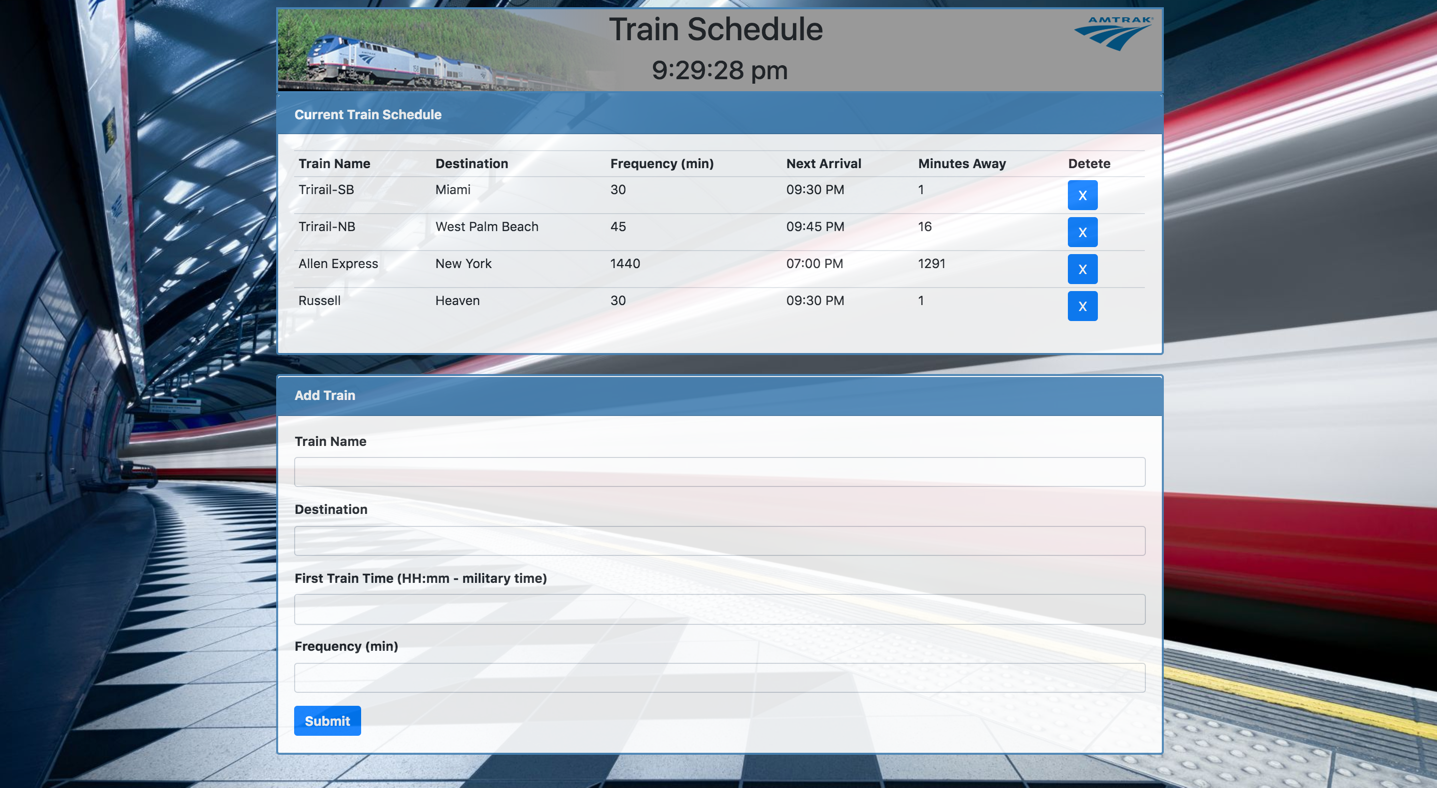 Train Schedule
AMTRAK
9:29:28 pm
Current Train Schedule
Train Name Destination Frequency (min) Next Arrival Minutes Away Detete
Trirail-SB Miami 30 09:30 PM 1 X
Trirail-NB West Palm Beach 45 09:45 PM 16 X
Allen Express New York 1440 07:00 PM 1291 X
Russell Heaven 30 09:30 PM 1 X
Add Train
Train Name
Destination
First Train Time (HH:mm - military time)
Frequency (min)
Submit